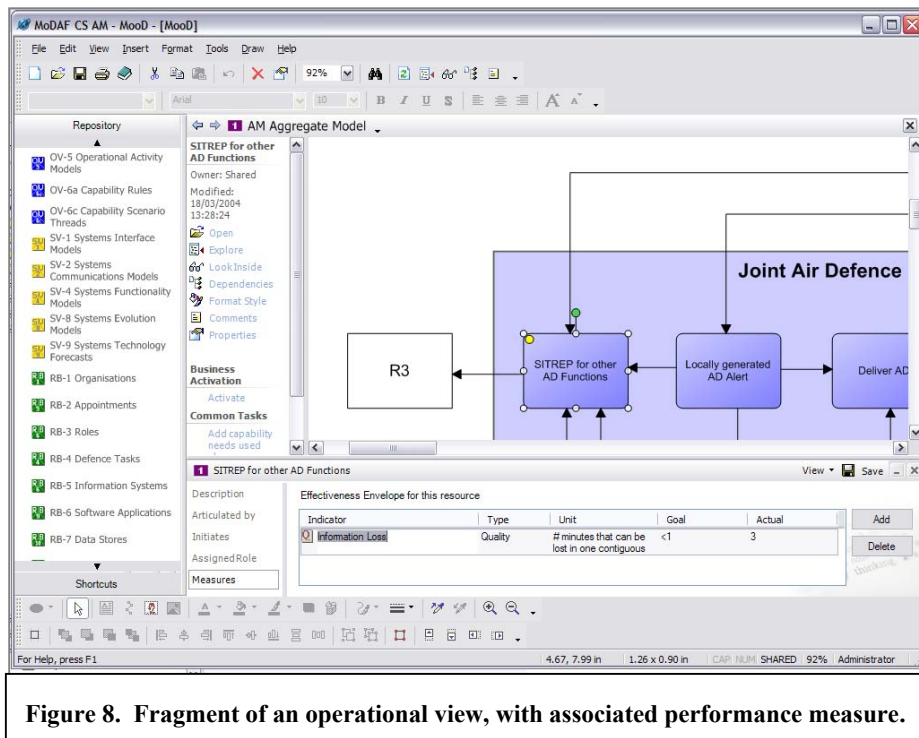 MoDAF CS AM - MooD - [MooD]
File Edit View Insert Format Tools Draw Help
92%
Arial 10 B I U S A A
Repository
OV-5 Operational Activity
Models
OV-6a Capability Rules
OV-6c Capability Scenario
Threads
SV-1 Systems Interface
Models
SV-2 Systems
Communications Models
SV-4 Systems Functionality
Models
SV-8 Systems Evolution
Models
SV-9 Systems Technology
Forecasts
RB-1 Organisations
RB-2 Appointments
RB-3 Roles
RB-4 Defence Tasks
RB-5 Information Systems
RB-6 Software Applications
RB-7 Data Stores
Shortcuts
1 AM Aggregate Model
SITREP for other
AD Functions
Owner: Shared
Modified:
18/03/2004
13:28:24
Open
Explore
LookInside
Dependencies
Format Style
Comments
Properties
Business
Activation
Activate
Common Tasks
Add capability
needs used
Joint Air Defence
R3
SITREP for other
AD Functions
Locally generated
AD Alert
Deliver AD
1 SITREP for other AD Functions
View Save
Description
Articulated by
Initiates
AssignedRole
Measures
Effectiveness Envelope for this resource
Indicator Type Unit Goal Actual
Information Loss Quality # minutes that can be
lost in one contiguous <1 3
Add
Delete
For Help, press F1
4.67, 7.99 in 1.26 x 0.90 in CAP NUM SHARED 92% Administrator
Figure 8. Fragment of an operational view, with associated performance measure.